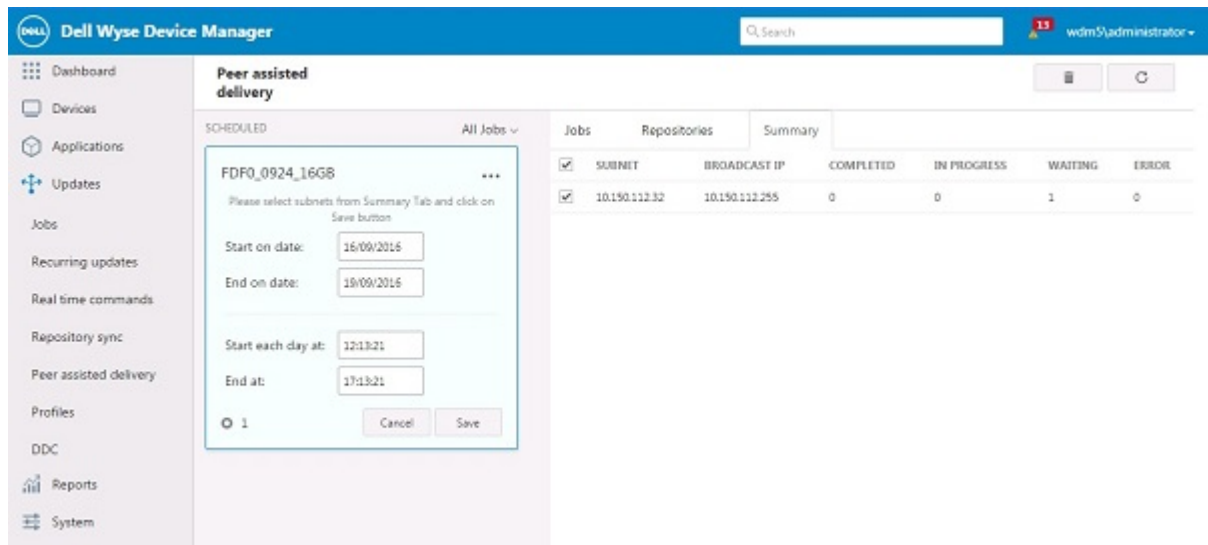 DELL Dell Wyse Device Manager
Search
13
wdm5\administrator
Dashboard
Devices
Applications
Updates
Jobs
Recurring updates
Real time commands
Repository sync
Peer assisted delivery
Profiles
DDC
Reports
System
Peer assisted
delivery
SCHEDULED All Jobs
FDF0_0924_16GB ...
Please select subnets from Summary Tab and click on
Save button
Start on date: 16/09/2016
End on date: 19/09/2016
Start each day at: 12:13:21
End at: 17:13:21
1 Cancel Save
Jobs Repositories Summary
SUBNET BROADCAST IP COMPLETED IN PROGRESS WAITING ERROR
10.150.112.32 10.150.112.255 0 0 1 0